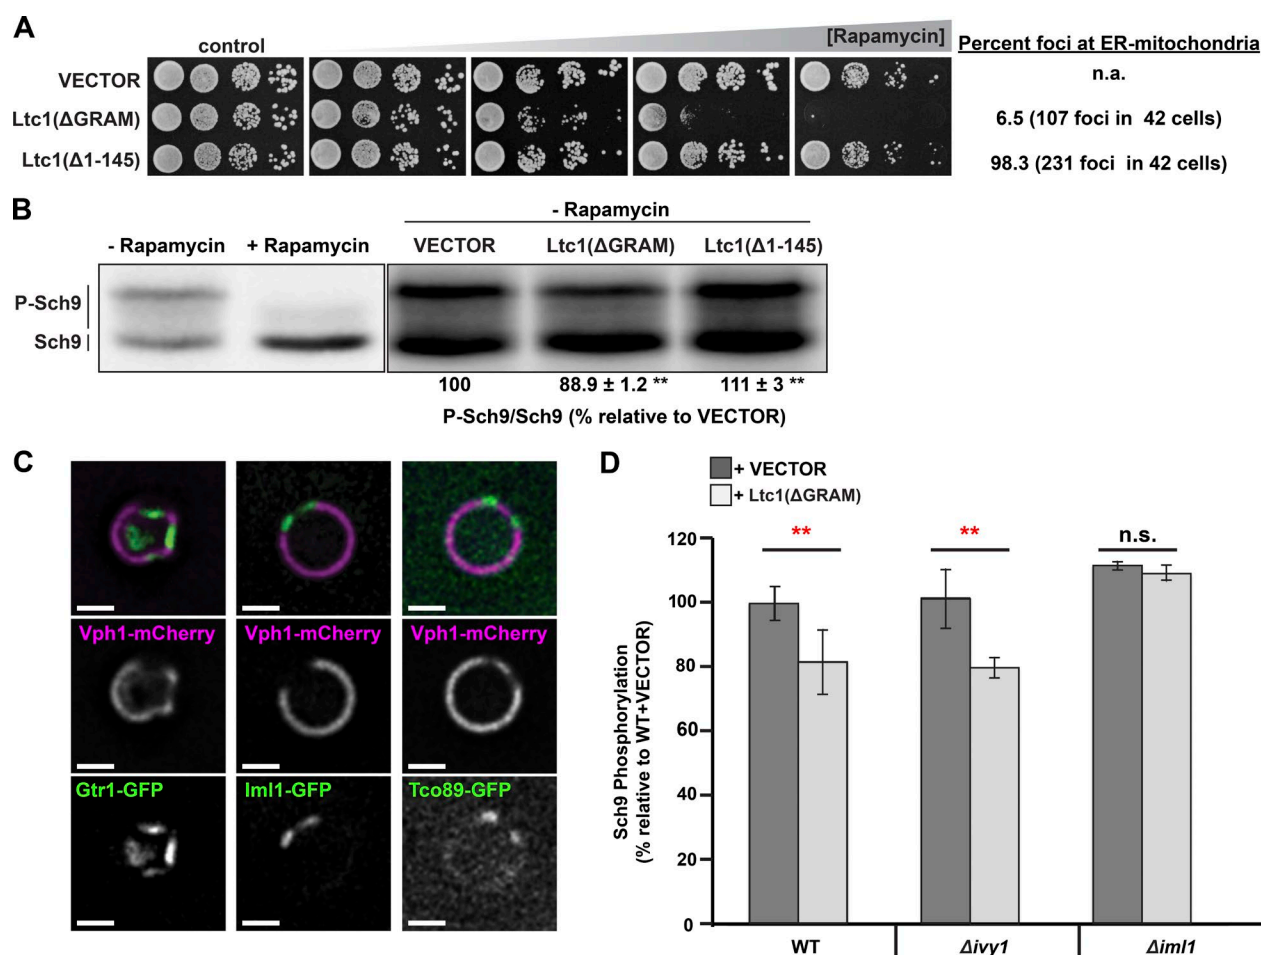 A
control
[Rapamycin]
Percent foci at ER-mitochondria
VECTOR
n.a.
Ltc1(ΔGRAM)
6.5 (107 foci in 42 cells)
Ltc1(Δ1-145)
98.3 (231 foci in 42 cells)
B
- Rapamycin
- Rapamycin + Rapamycin
VECTOR Ltc1(ΔGRAM) Ltc1(Δ1-145)
P-Sch9
Sch9
100 88.9 ± 1.2 ** 111 ± 3 **
P-Sch9/Sch9 (% relative to VECTOR)
C
Vph1-mCherry Vph1-mCherry Vph1-mCherry
Gtr1-GFP Iml1-GFP Tco89-GFP
D
+ VECTOR
+ Ltc1(ΔGRAM)
** ** n.s.
Sch9 Phosphorylation
(% relative to WT+VECTOR)
120
100
80
60
40
20
0
WT Δivy1 Δiml1